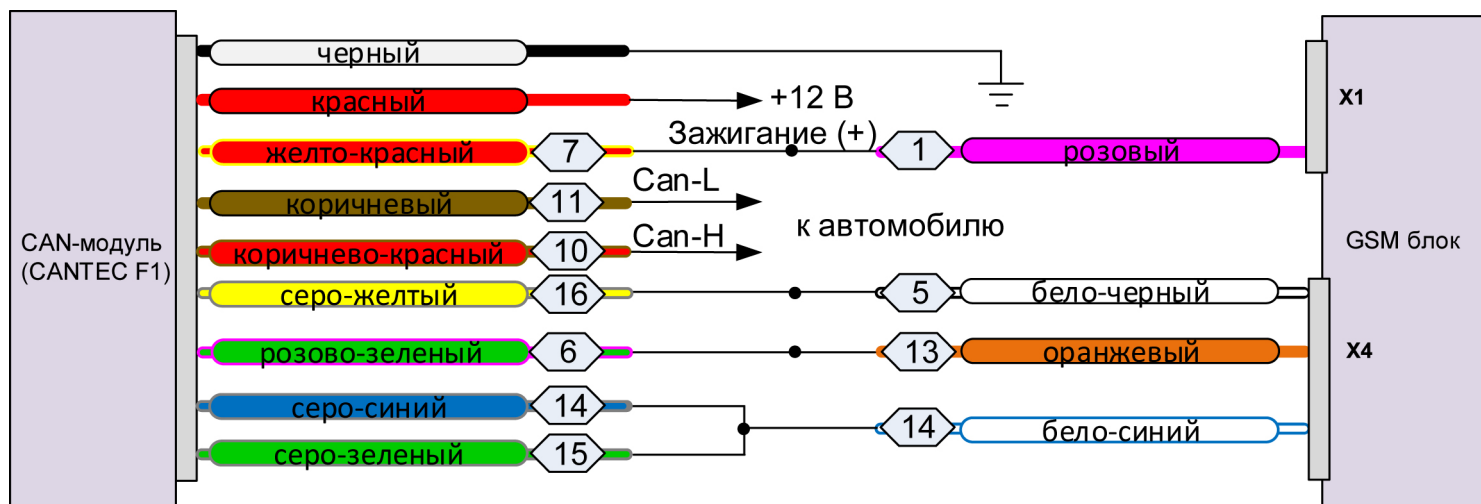 черный
красный
+12 В
X1
Зажигание (+)
желто-красный
7
1
розовый
Can-L
коричневый
11
к автомобилю
Can-H
коричнево-красный
10
CAN-модуль
(CANTEC F1)
GSM блок
серо-желтый
16
5
бело-черный
розово-зеленый
6
13
оранжевый
X4
серо-синий
14
14
бело-синий
серо-зеленый
15